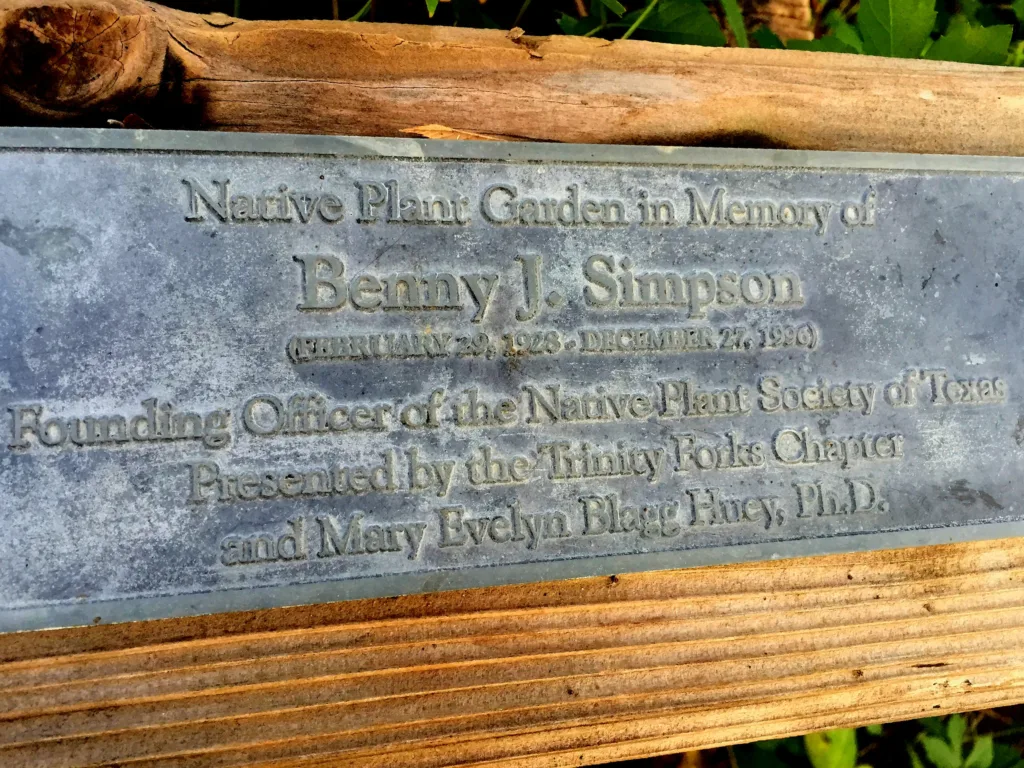 Native Plant Garden in Memory of
Benny J. Simpson
(FEBRUARY 29, 1928 - DECEMBER 27, 1996)
Founding Officer of the Native Plant Society of Texas
Presented by the Trinity Forks Chapter
and Mary Evelyn Blagg Huey, Ph.D.